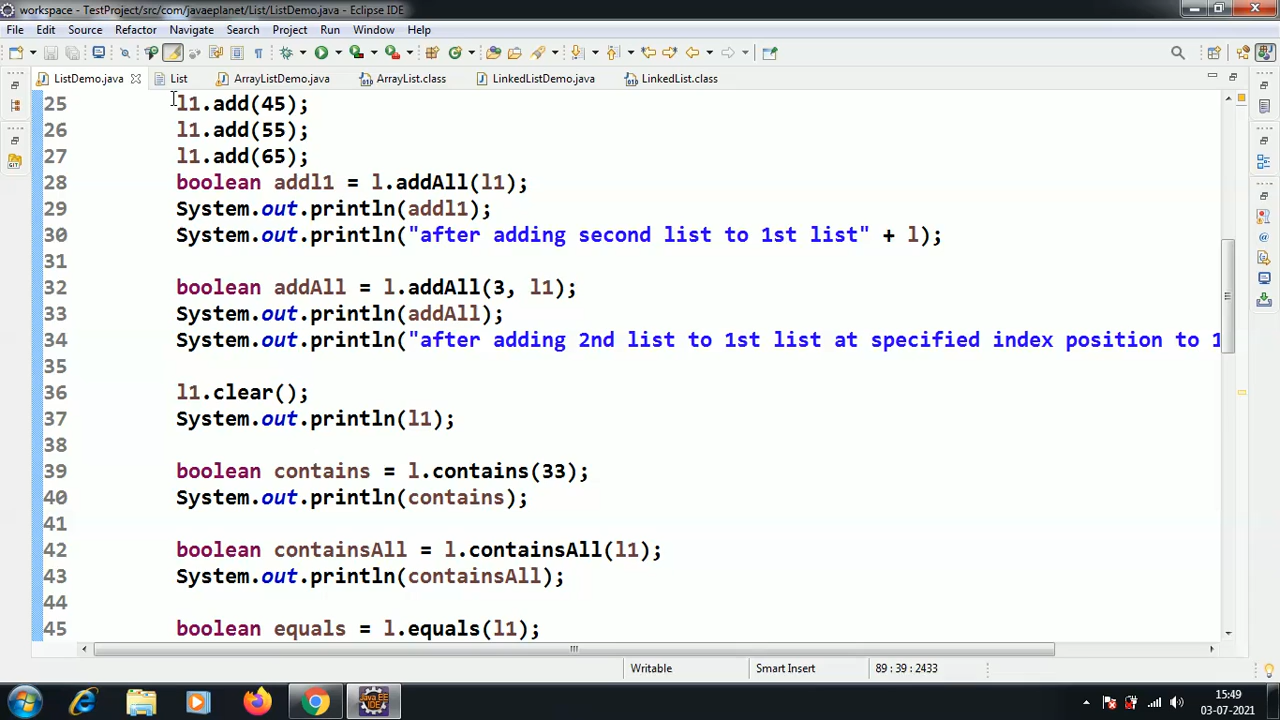 workspace - TestProject/src/com/javaeplanet/List/ListDemo.java - Eclipse IDE
File Edit Source Refactor Navigate Search Project Run Window Help
ListDemo.java List ArrayListDemo.java ArrayList.class LinkedListDemo.java LinkedList.class
25 l1.add(45);
26 l1.add(55);
27 l1.add(65);
28 boolean addl1 = l.addAll(l1);
29 System.out.println(addl1);
30 System.out.println("after adding second list to 1st list" + l);
31
32 boolean addAll = l.addAll(3, l1);
33 System.out.println(addAll);
34 System.out.println("after adding 2nd list to 1st list at specified index position to 1
35
36 l1.clear();
37 System.out.println(l1);
38
39 boolean contains = l.contains(33);
40 System.out.println(contains);
41
42 boolean containsAll = l.containsAll(l1);
43 System.out.println(containsAll);
44
45 boolean equals = l.equals(l1);
Writable Smart Insert 89 : 39 : 2433
15:49
03-07-2021